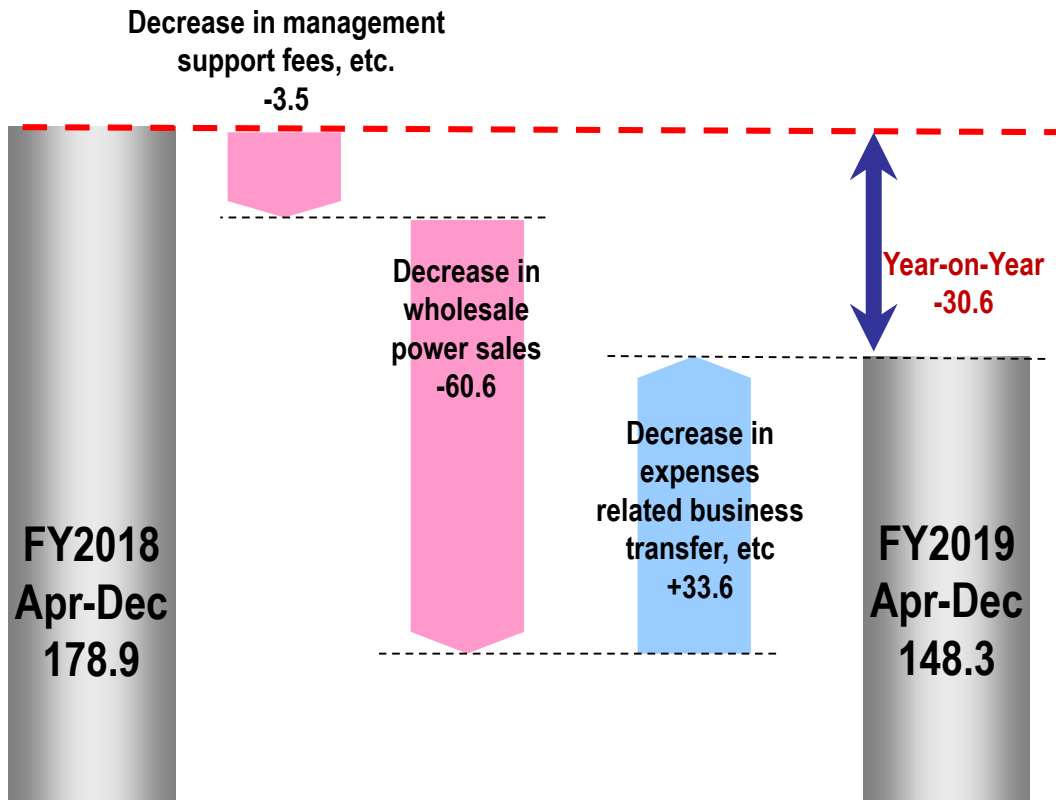 Decrease in management
support fees, etc.
-3.5
Decrease in
wholesale
power sales
-60.6
Year-on-Year
-30.6
Decrease in
expenses
related business
transfer, etc
+33.6
FY2018
Apr-Dec
178.9
FY2019
Apr-Dec
148.3